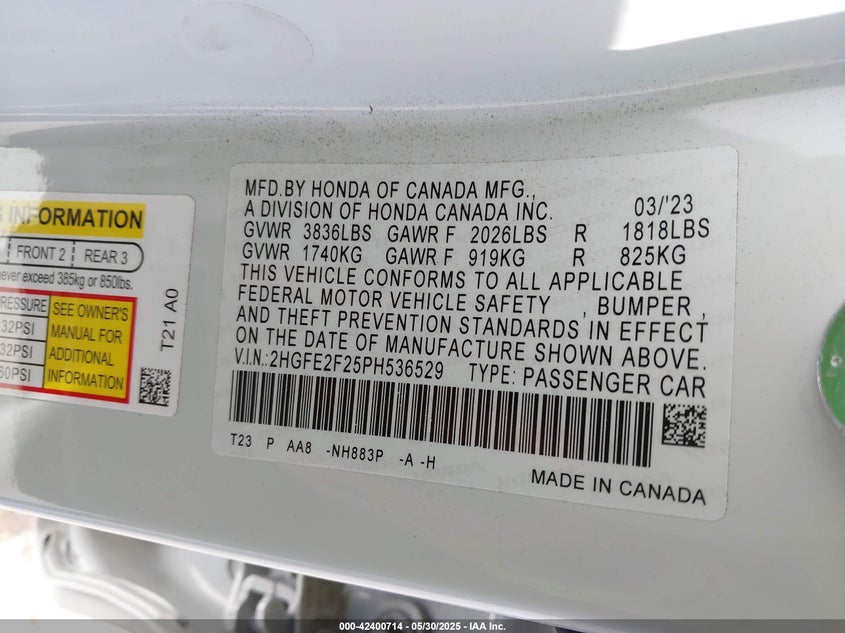 G INFORMATION
FRONT 2 REAR 3
never exceed 385kg or 850lbs.
PRESSURE SEE OWNER'S
32PSI MANUAL FOR
32PSI ADDITIONAL
60PSI INFORMATION
T21 A0
MFD.BY HONDA OF CANADA MFG.,
A DIVISION OF HONDA CANADA INC. 03/'23
GVWR 3836LBS GAWR F 2026LBS R 1818LBS
GVWR 1740KG GAWR F 919KG R 825KG
THIS VEHICLE CONFORMS TO ALL APPLICABLE
FEDERAL MOTOR VEHICLE SAFETY , BUMPER ,
AND THEFT PREVENTION STANDARDS IN EFFECT
ON THE DATE OF MANUFACTURE SHOWN ABOVE.
V.I.N.:2HGFE2F25PH536529 TYPE: PASSENGER CAR
T23 P AA8 -NH883P -A -H
MADE IN CANADA
000-42400714 - 05/30/2025 - IAA Inc.